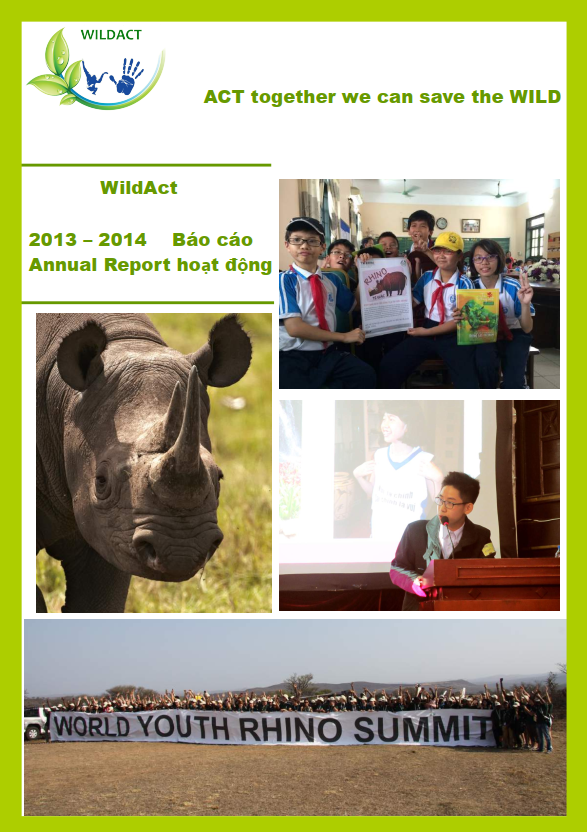 WILDACT
ACT together we can save the WILD
WildAct
2013 – 2014 Báo cáo
Annual Report hoạt động
RHINO
WORLD YOUTH RHINO SUMMIT